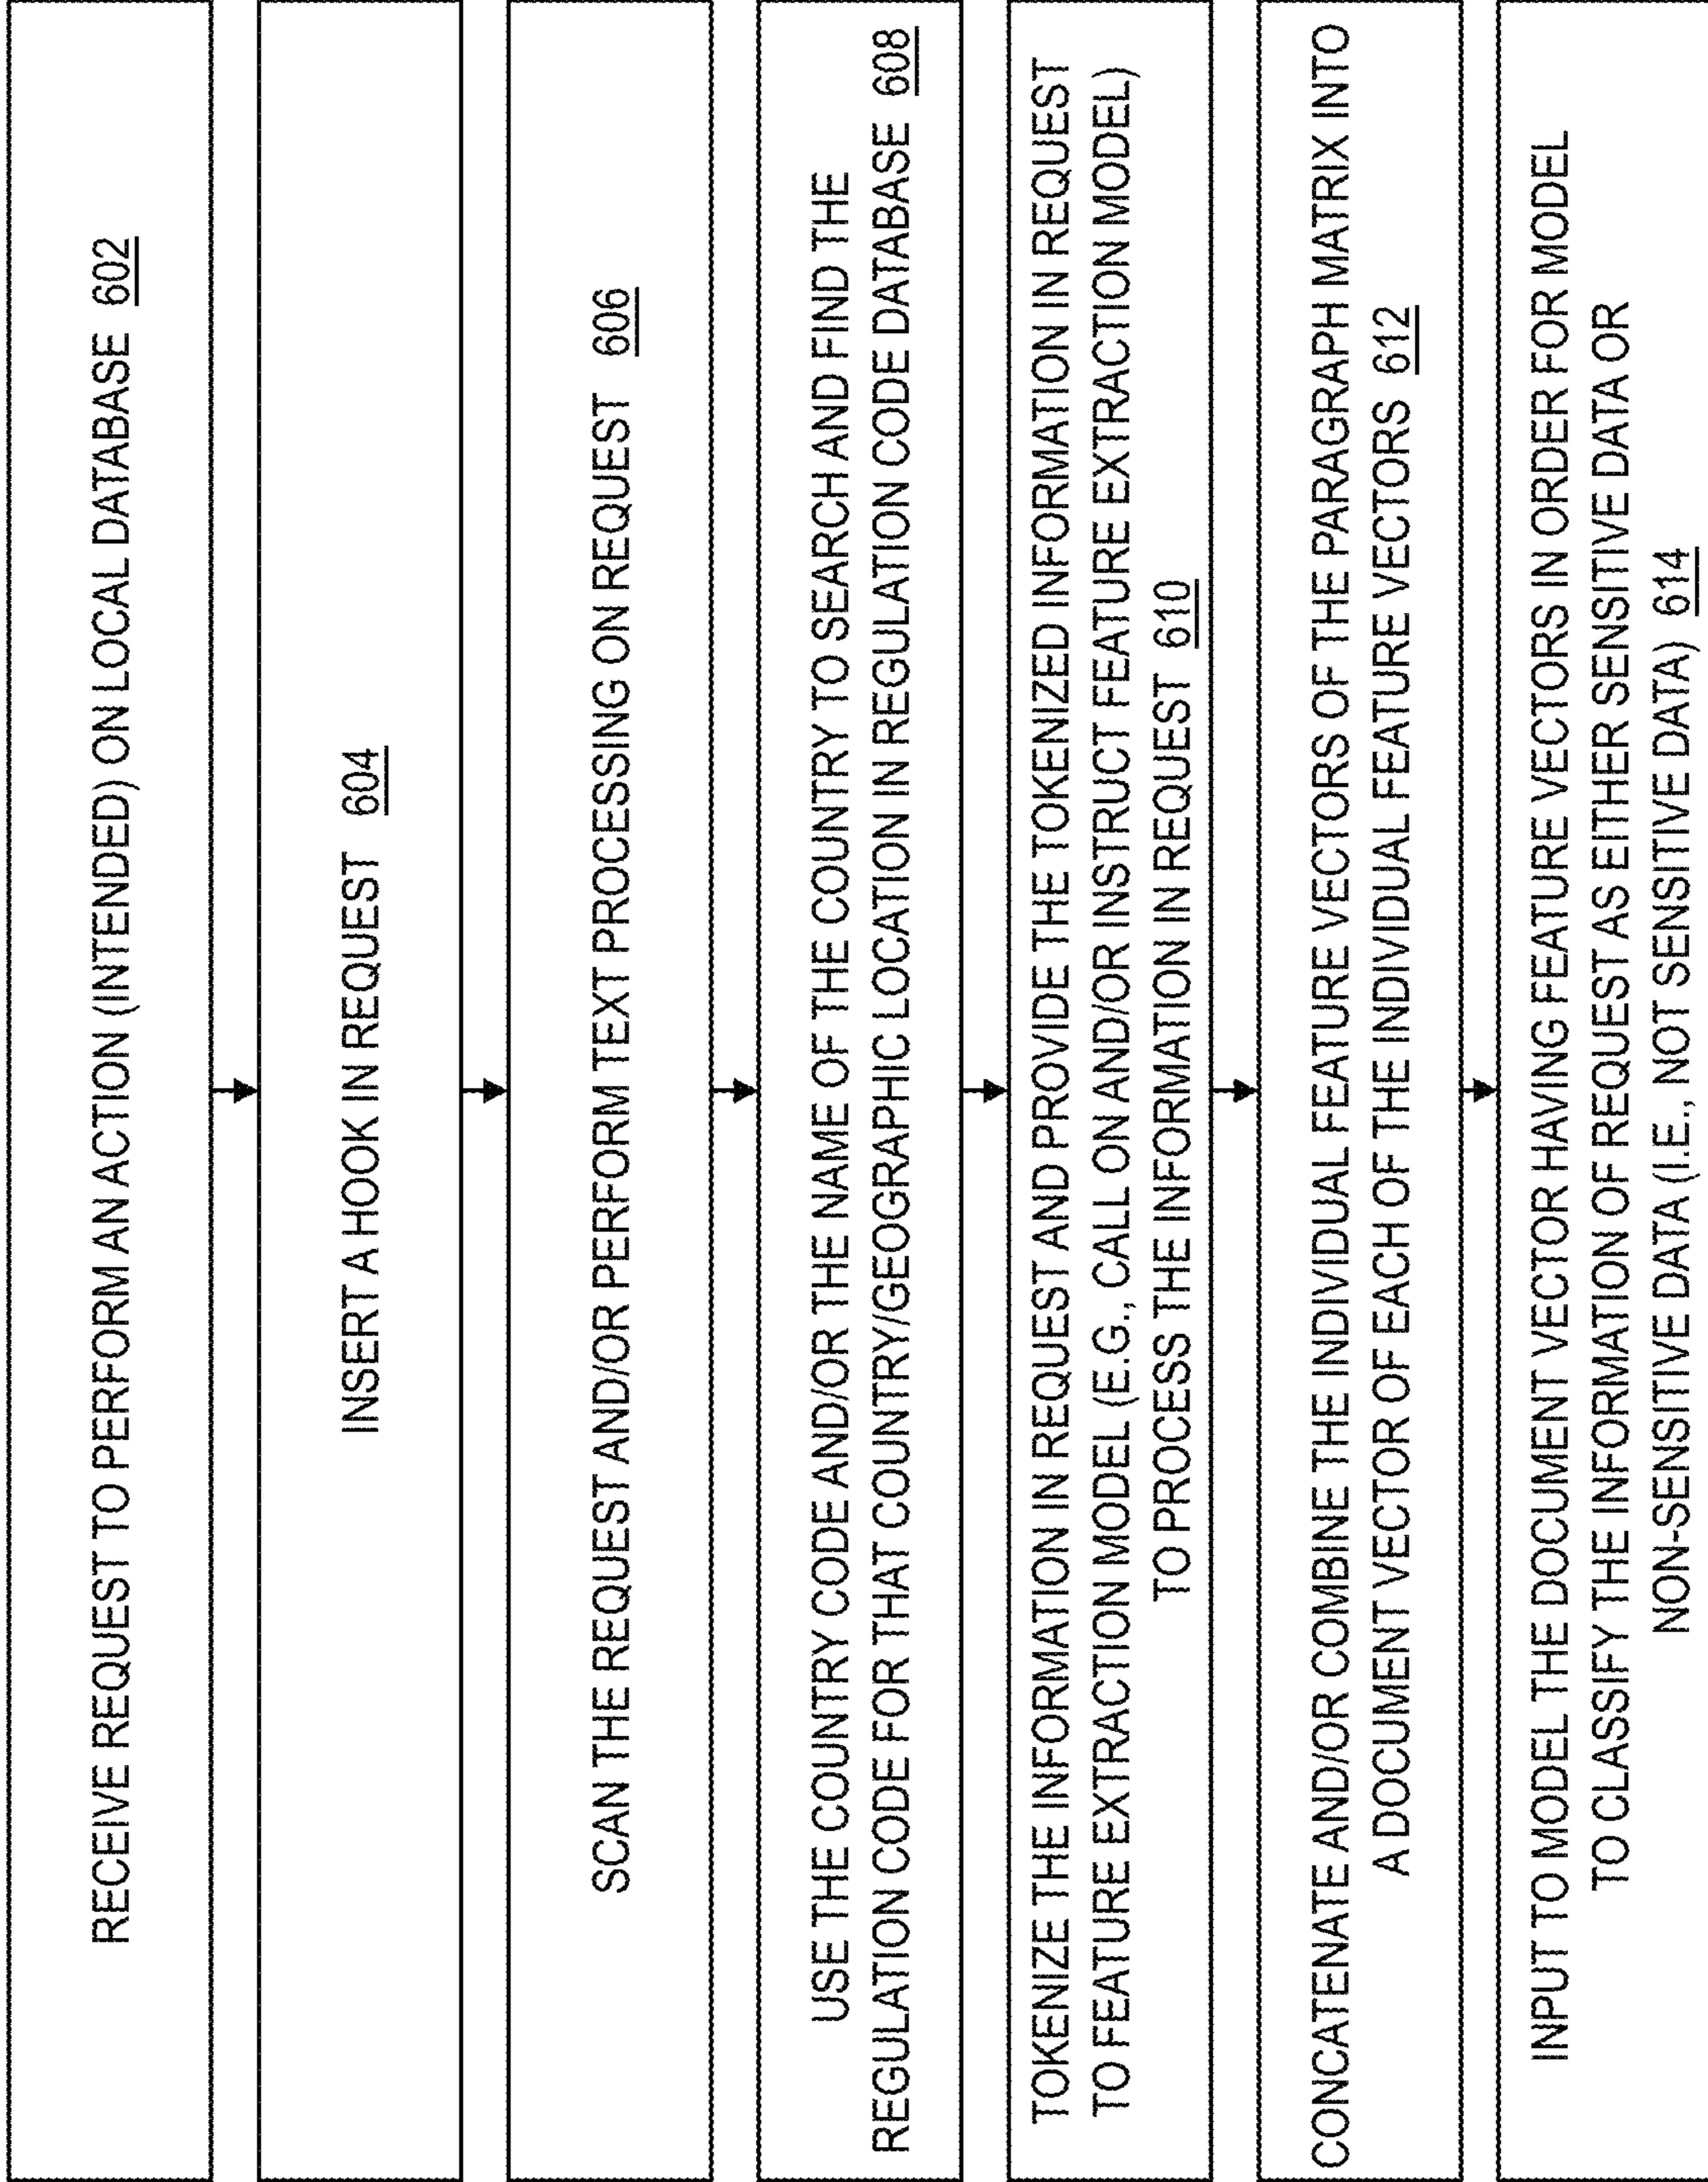 RECEIVE REQUEST TO PERFORM AN ACTION (INTENDED) ON LOCAL DATABASE 602
INSERT A HOOK IN REQUEST 604
SCAN THE REQUEST AND/OR PERFORM TEXT PROCESSING ON REQUEST 606
USE THE COUNTRY CODE AND/OR THE NAME OF THE COUNTRY TO SEARCH AND FIND THE
REGULATION CODE FOR THAT COUNTRY/GEOGRAPHIC LOCATION IN REGULATION CODE DATABASE 608
TOKENIZE THE INFORMATION IN REQUEST AND PROVIDE THE TOKENIZED INFORMATION IN REQUEST
TO FEATURE EXTRACTION MODEL (E.G., CALL ON AND/OR INSTRUCT FEATURE EXTRACTION MODEL)
TO PROCESS THE INFORMATION IN REQUEST 610
CONCATENATE AND/OR COMBINE THE INDIVIDUAL FEATURE VECTORS OF THE PARAGRAPH MATRIX INTO
A DOCUMENT VECTOR OF EACH OF THE INDIVIDUAL FEATURE VECTORS 612
INPUT TO MODEL THE DOCUMENT VECTOR HAVING FEATURE VECTORS IN ORDER FOR MODEL
TO CLASSIFY THE INFORMATION OF REQUEST AS EITHER SENSITIVE DATA OR
NON-SENSITIVE DATA (I.E., NOT SENSITIVE DATA) 614